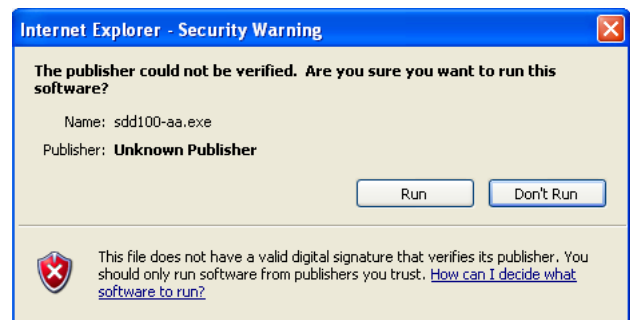 Internet Explorer - Security Warning
The publisher could not be verified.  Are you sure you want to run this
software?
Name: sdd100-aa.exe
Publisher: Unknown Publisher
Run Don't Run
This file does not have a valid digital signature that verifies its publisher. You
should only run software from publishers you trust. How can I decide what
software to run?